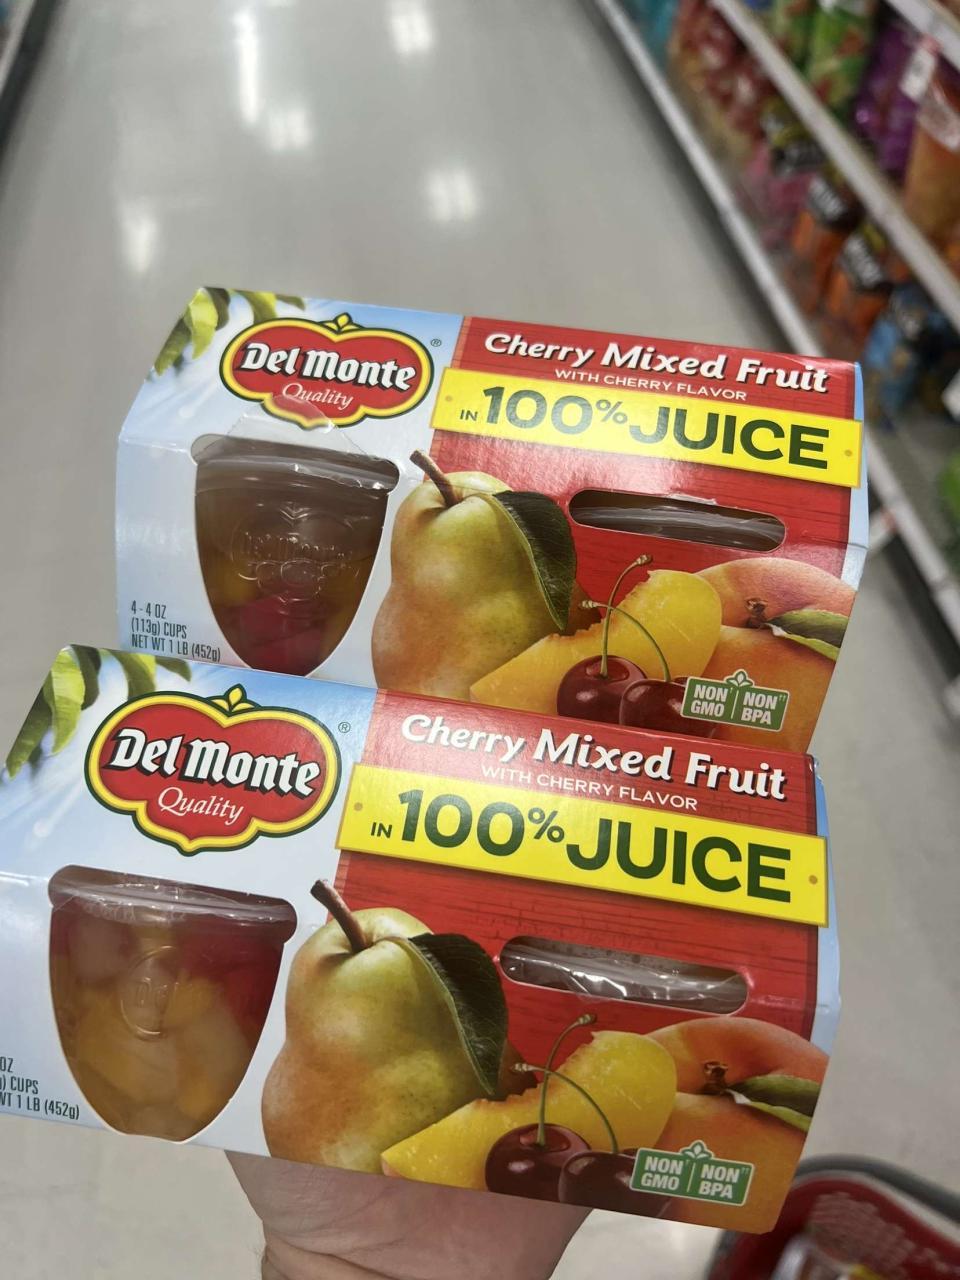 Del Monte®
Quality
Cherry Mixed Fruit
WITH CHERRY FLAVOR
IN 100% JUICE
4 - 4 OZ
(113g) CUPS
NET WT 1 LB (452g)
NON† NON††
GMO BPA
Del Monte®
Quality
Cherry Mixed Fruit
WITH CHERRY FLAVOR
IN 100% JUICE
OZ
) CUPS
WT 1 LB (452g)
NON† NON††
GMO BPA